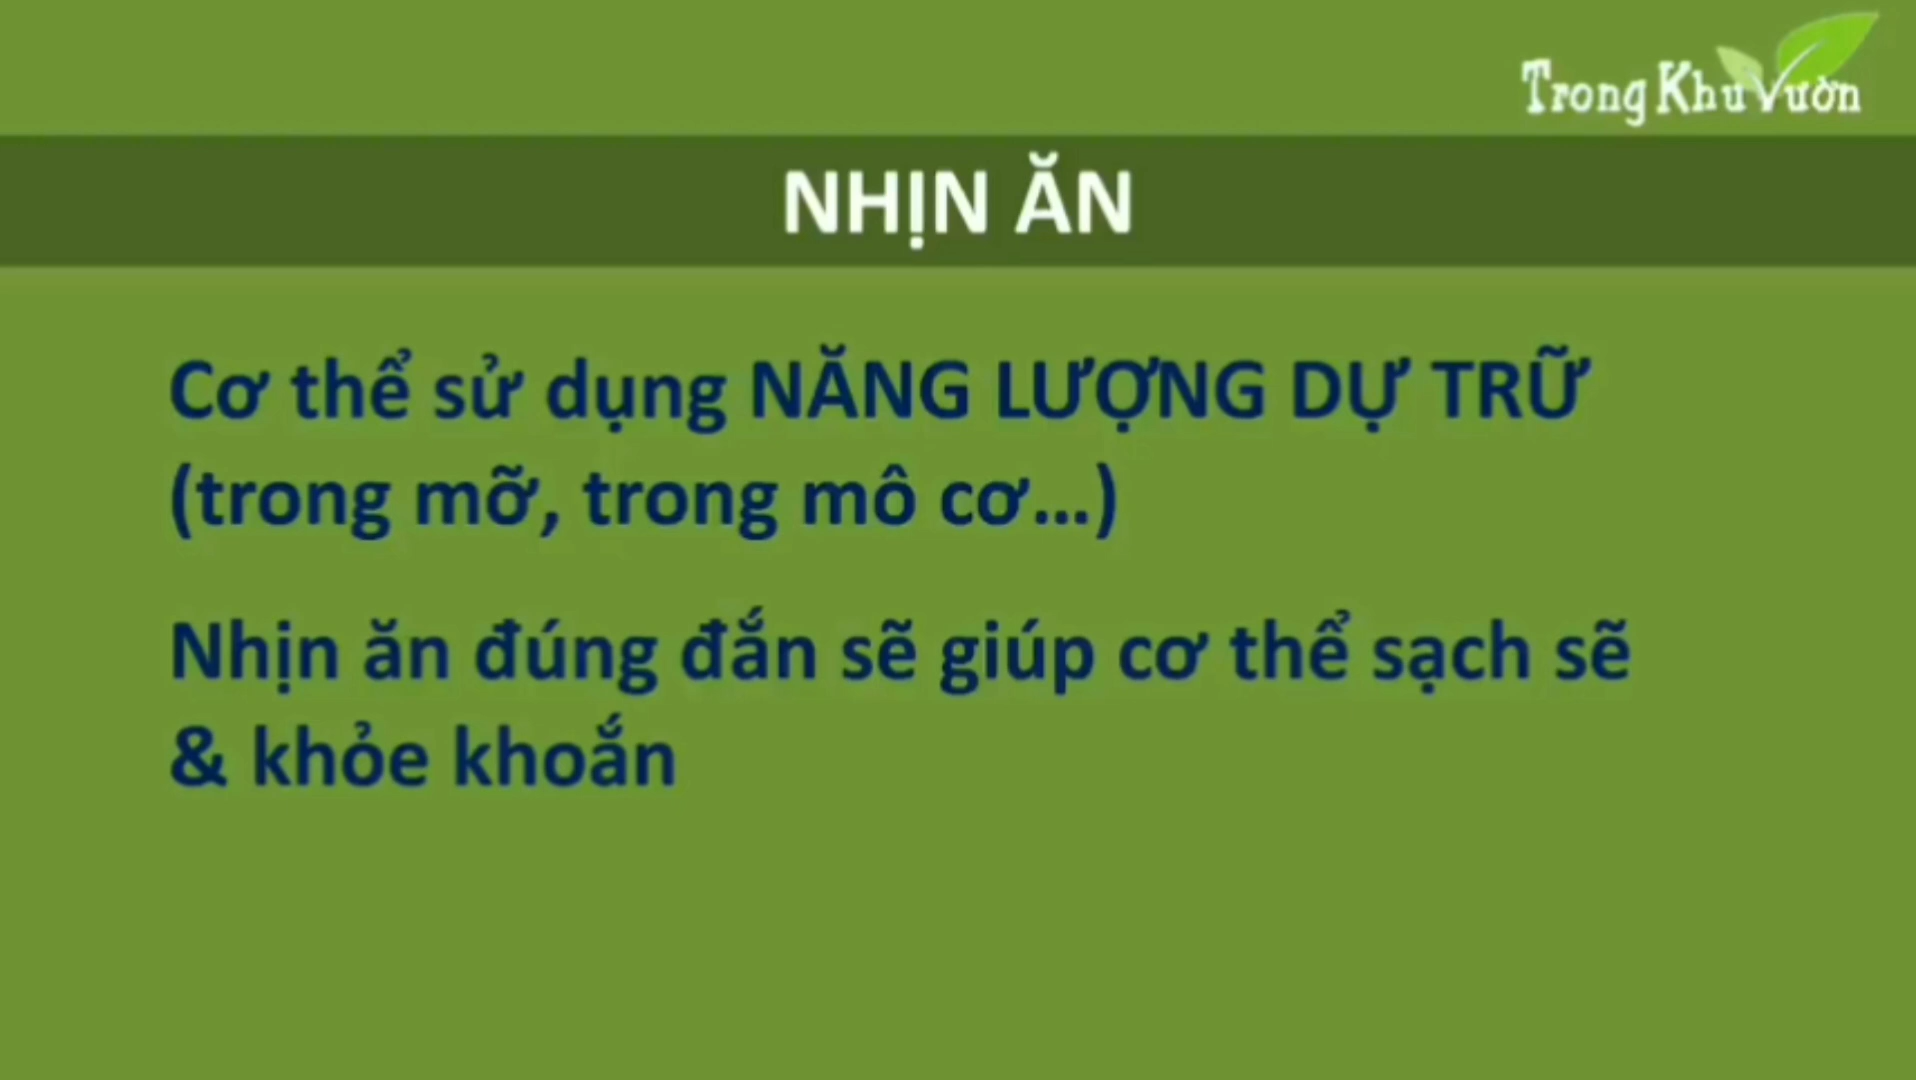 Trong Khu Vườn
NHỊN ĂN
Cơ thể sử dụng NĂNG LƯỢNG DỰ TRỮ
(trong mỡ, trong mô cơ...)
Nhịn ăn đúng đắn sẽ giúp cơ thể sạch sẽ
& khỏe khoắn